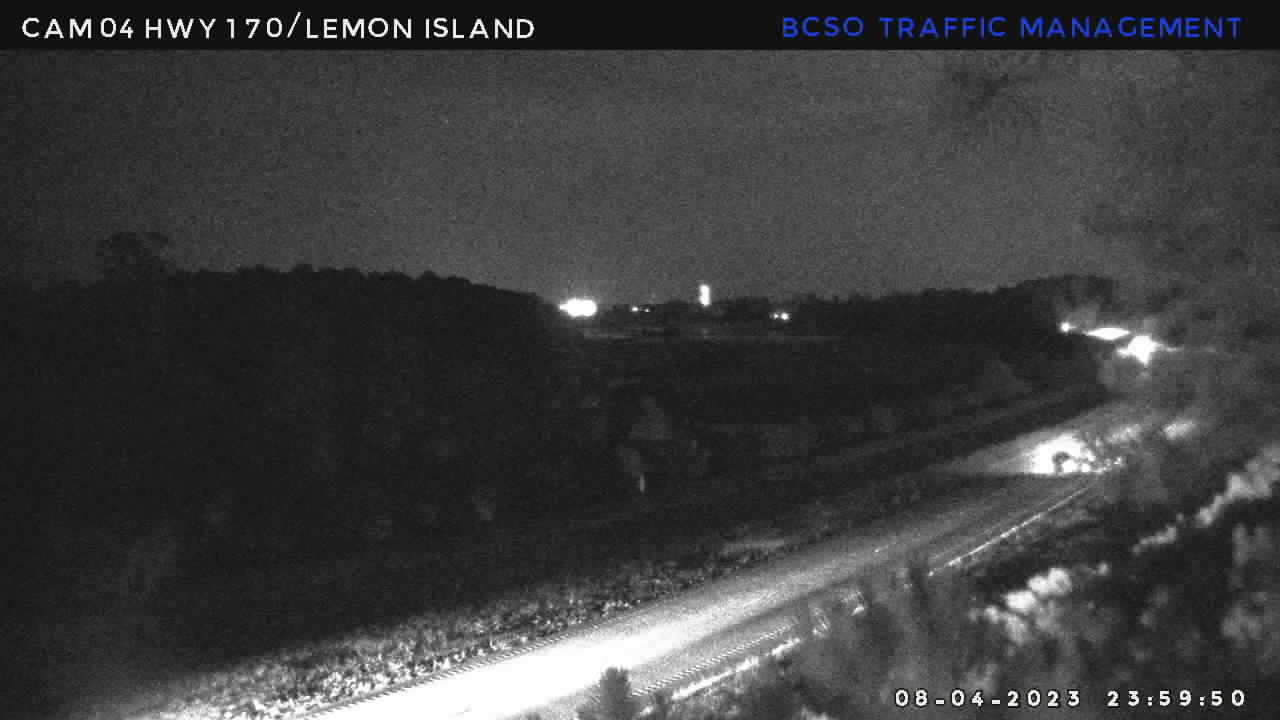 CAM04 HWY 170/LEMON ISLAND
BCSO TRAFFIC MANAGEMENT
08-04-2023 23:59:50